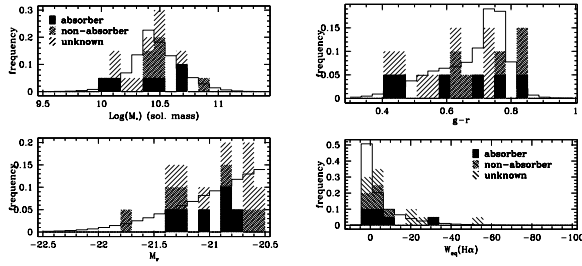 0.3
0.2
0.1
0
frequency
absorber
non-absorber
unknown
9.5 10 10.5 11
Log(M*) (sol. mass)
0.15
0.10
0.05
0
frequency
0.4 0.6 0.8 1
g-r
0.2
0.15
0.1
0.05
0
frequency
-22.5 -22 -21.5 -21 -20.5
Mr
0.5
0.4
0.3
0.2
0.1
0
frequency
absorber
non-absorber
unknown
0 -20 -40 -60 -80 -100
Weq(Hα)